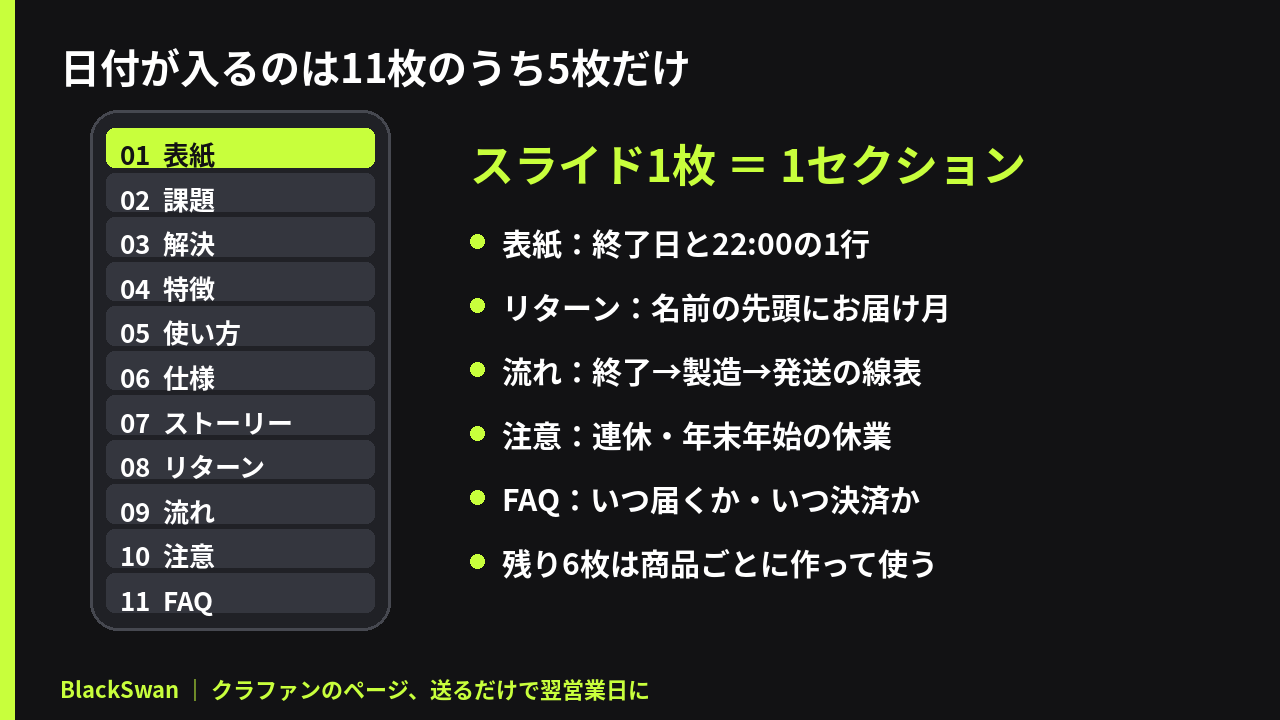 日付が入るのは11枚のうち5枚だけ
01 表紙
02 課題
03 解決
04 特徴
05 使い方
06 仕様
07 ストーリー
08 リターン
09 流れ
10 注意
11 FAQ
スライド1枚 ＝ 1セクション
表紙：終了日と22:00の1行
リターン：名前の先頭にお届け月
流れ：終了→製造→発送の線表
注意：連休・年末年始の休業
FAQ：いつ届くか・いつ決済か
残り6枚は商品ごとに作って使う
BlackSwan｜クラファンのページ、送るだけで翌営業日に